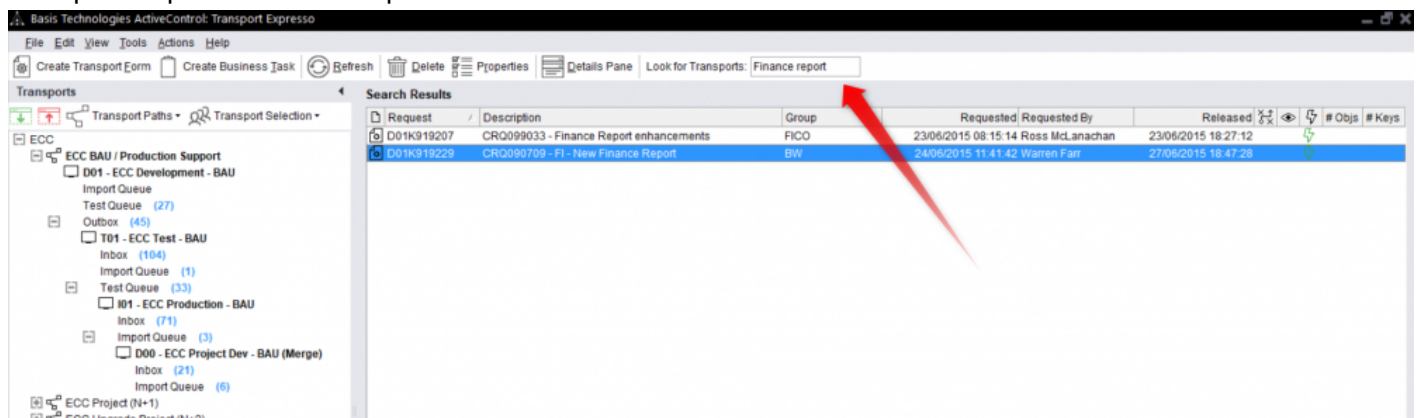 Basis Technologies ActiveControl: Transport Expresso
File Edit View Tools Actions Help
Create Transport Form Create Business Task Refresh Delete Properties Details Pane Look for Transports: Finance report
Transports
Search Results
Transport Paths Transport Selection
Request / Description Group Requested Requested By Released # Objs # Keys
D01K919207 CRQ099033 - Finance Report enhancements FICO 23/06/2015 08:15:14 Ross McLanachan 23/06/2015 18:27:12
D01K919229 CRQ090709 - FI - New Finance Report BW 24/06/2015 11:41:42 Warren Farr 27/06/2015 18:47:28
ECC
ECC BAU / Production Support
D01 - ECC Development - BAU
Import Queue
Test Queue (27)
Outbox (45)
T01 - ECC Test - BAU
Inbox (104)
Import Queue (1)
Test Queue (33)
I01 - ECC Production - BAU
Inbox (71)
Import Queue (3)
D00 - ECC Project Dev - BAU (Merge)
Inbox (21)
Import Queue (6)
ECC Project (N+1)